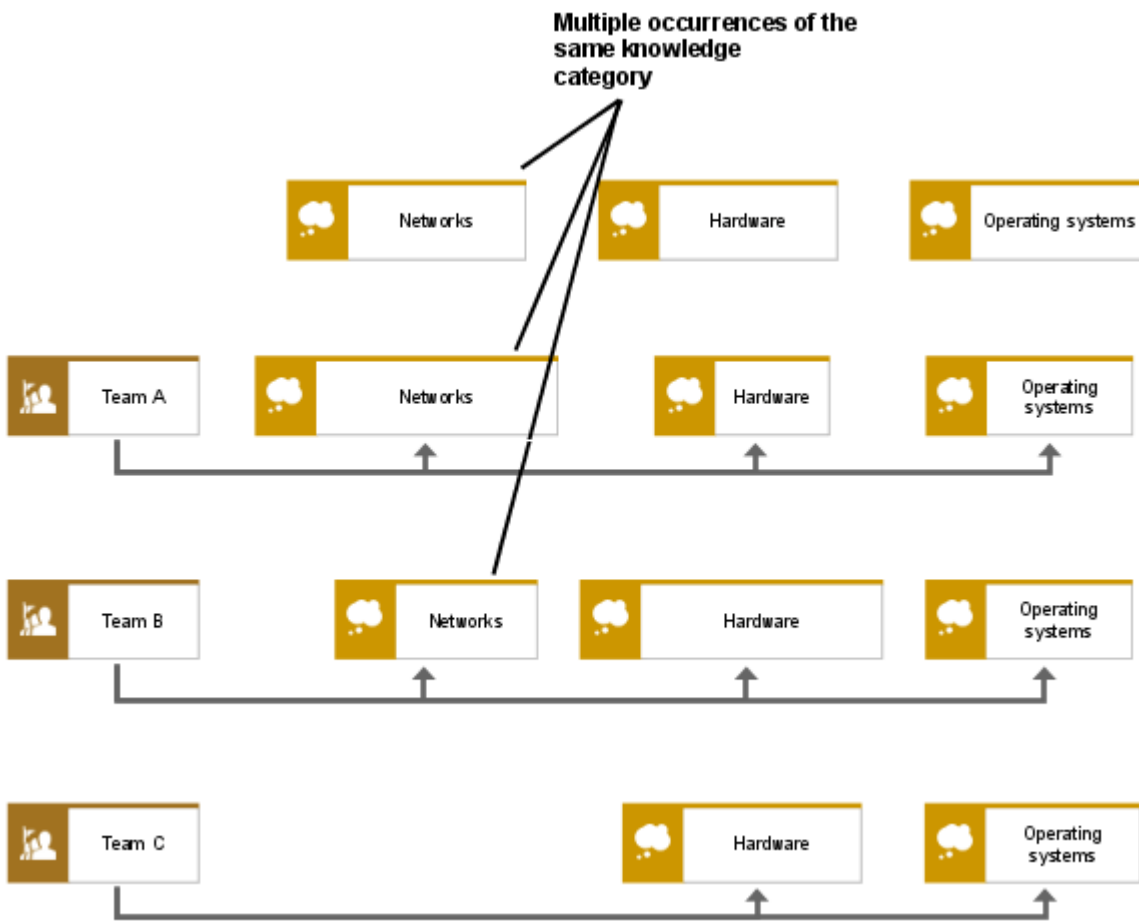 Multiple occurrences of the
same knowledge
category
Networks
Hardware
Operating systems
Team A
Networks
Hardware
Operating
systems
Team B
Networks
Hardware
Operating
systems
Team C
Hardware
Operating
systems